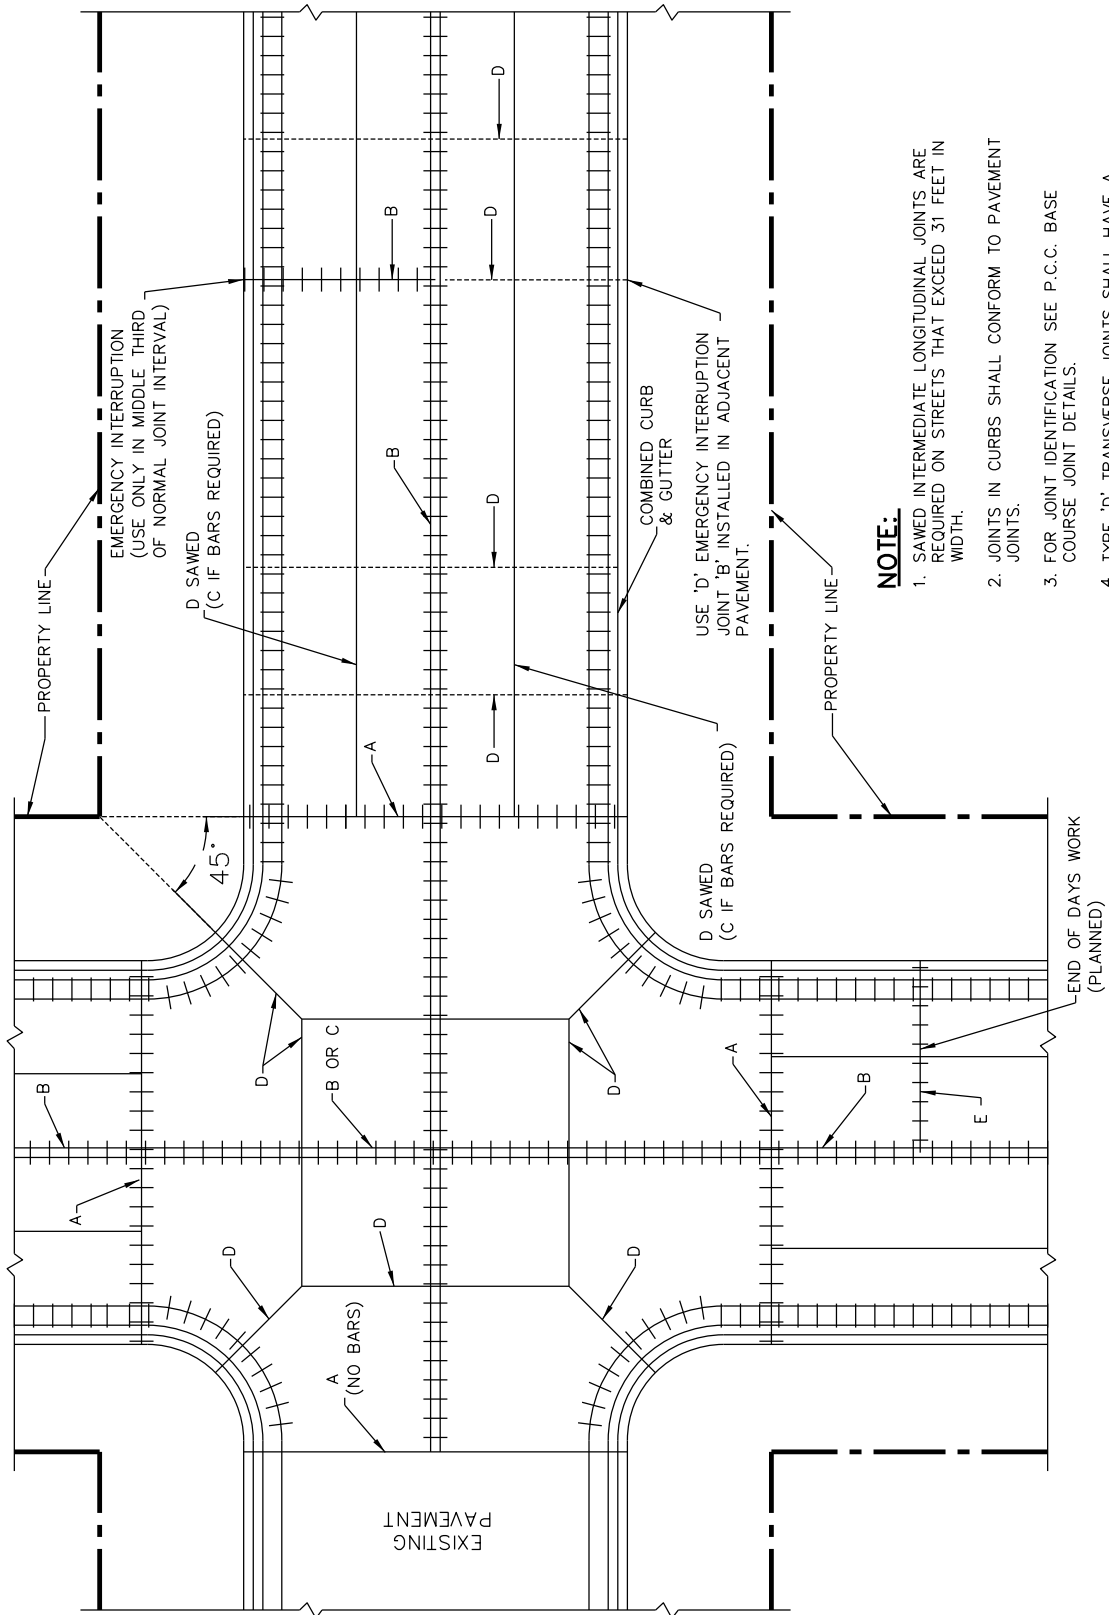 PROPERTY LINE
EMERGENCY INTERRUPTION
(USE ONLY IN MIDDLE THIRD
OF NORMAL JOINT INTERVAL)
D SAWED
(C IF BARS REQUIRED)
B
D
D
B
D
COMBINED CURB
& GUTTER
USE 'D' EMERGENCY INTERRUPTION
JOINT 'B' INSTALLED IN ADJACENT
PAVEMENT.
A
D
D SAWED
(C IF BARS REQUIRED)
PROPERTY LINE
45°
B
D
B OR C
D
A
B
E
END OF DAYS WORK
(PLANNED)
A
D
D
D
A
(NO BARS)
EXISTING
PAVEMENT
NOTE:
1. SAWED INTERMEDIATE LONGITUDINAL JOINTS ARE
REQUIRED ON STREETS THAT EXCEED 31 FEET IN
WIDTH.
2. JOINTS IN CURBS SHALL CONFORM TO PAVEMENT
JOINTS.
3. FOR JOINT IDENTIFICATION SEE P.C.C. BASE
COURSE JOINT DETAILS.
4. TYPE 'D' TRANSVERSE JOINTS SHALL HAVE A